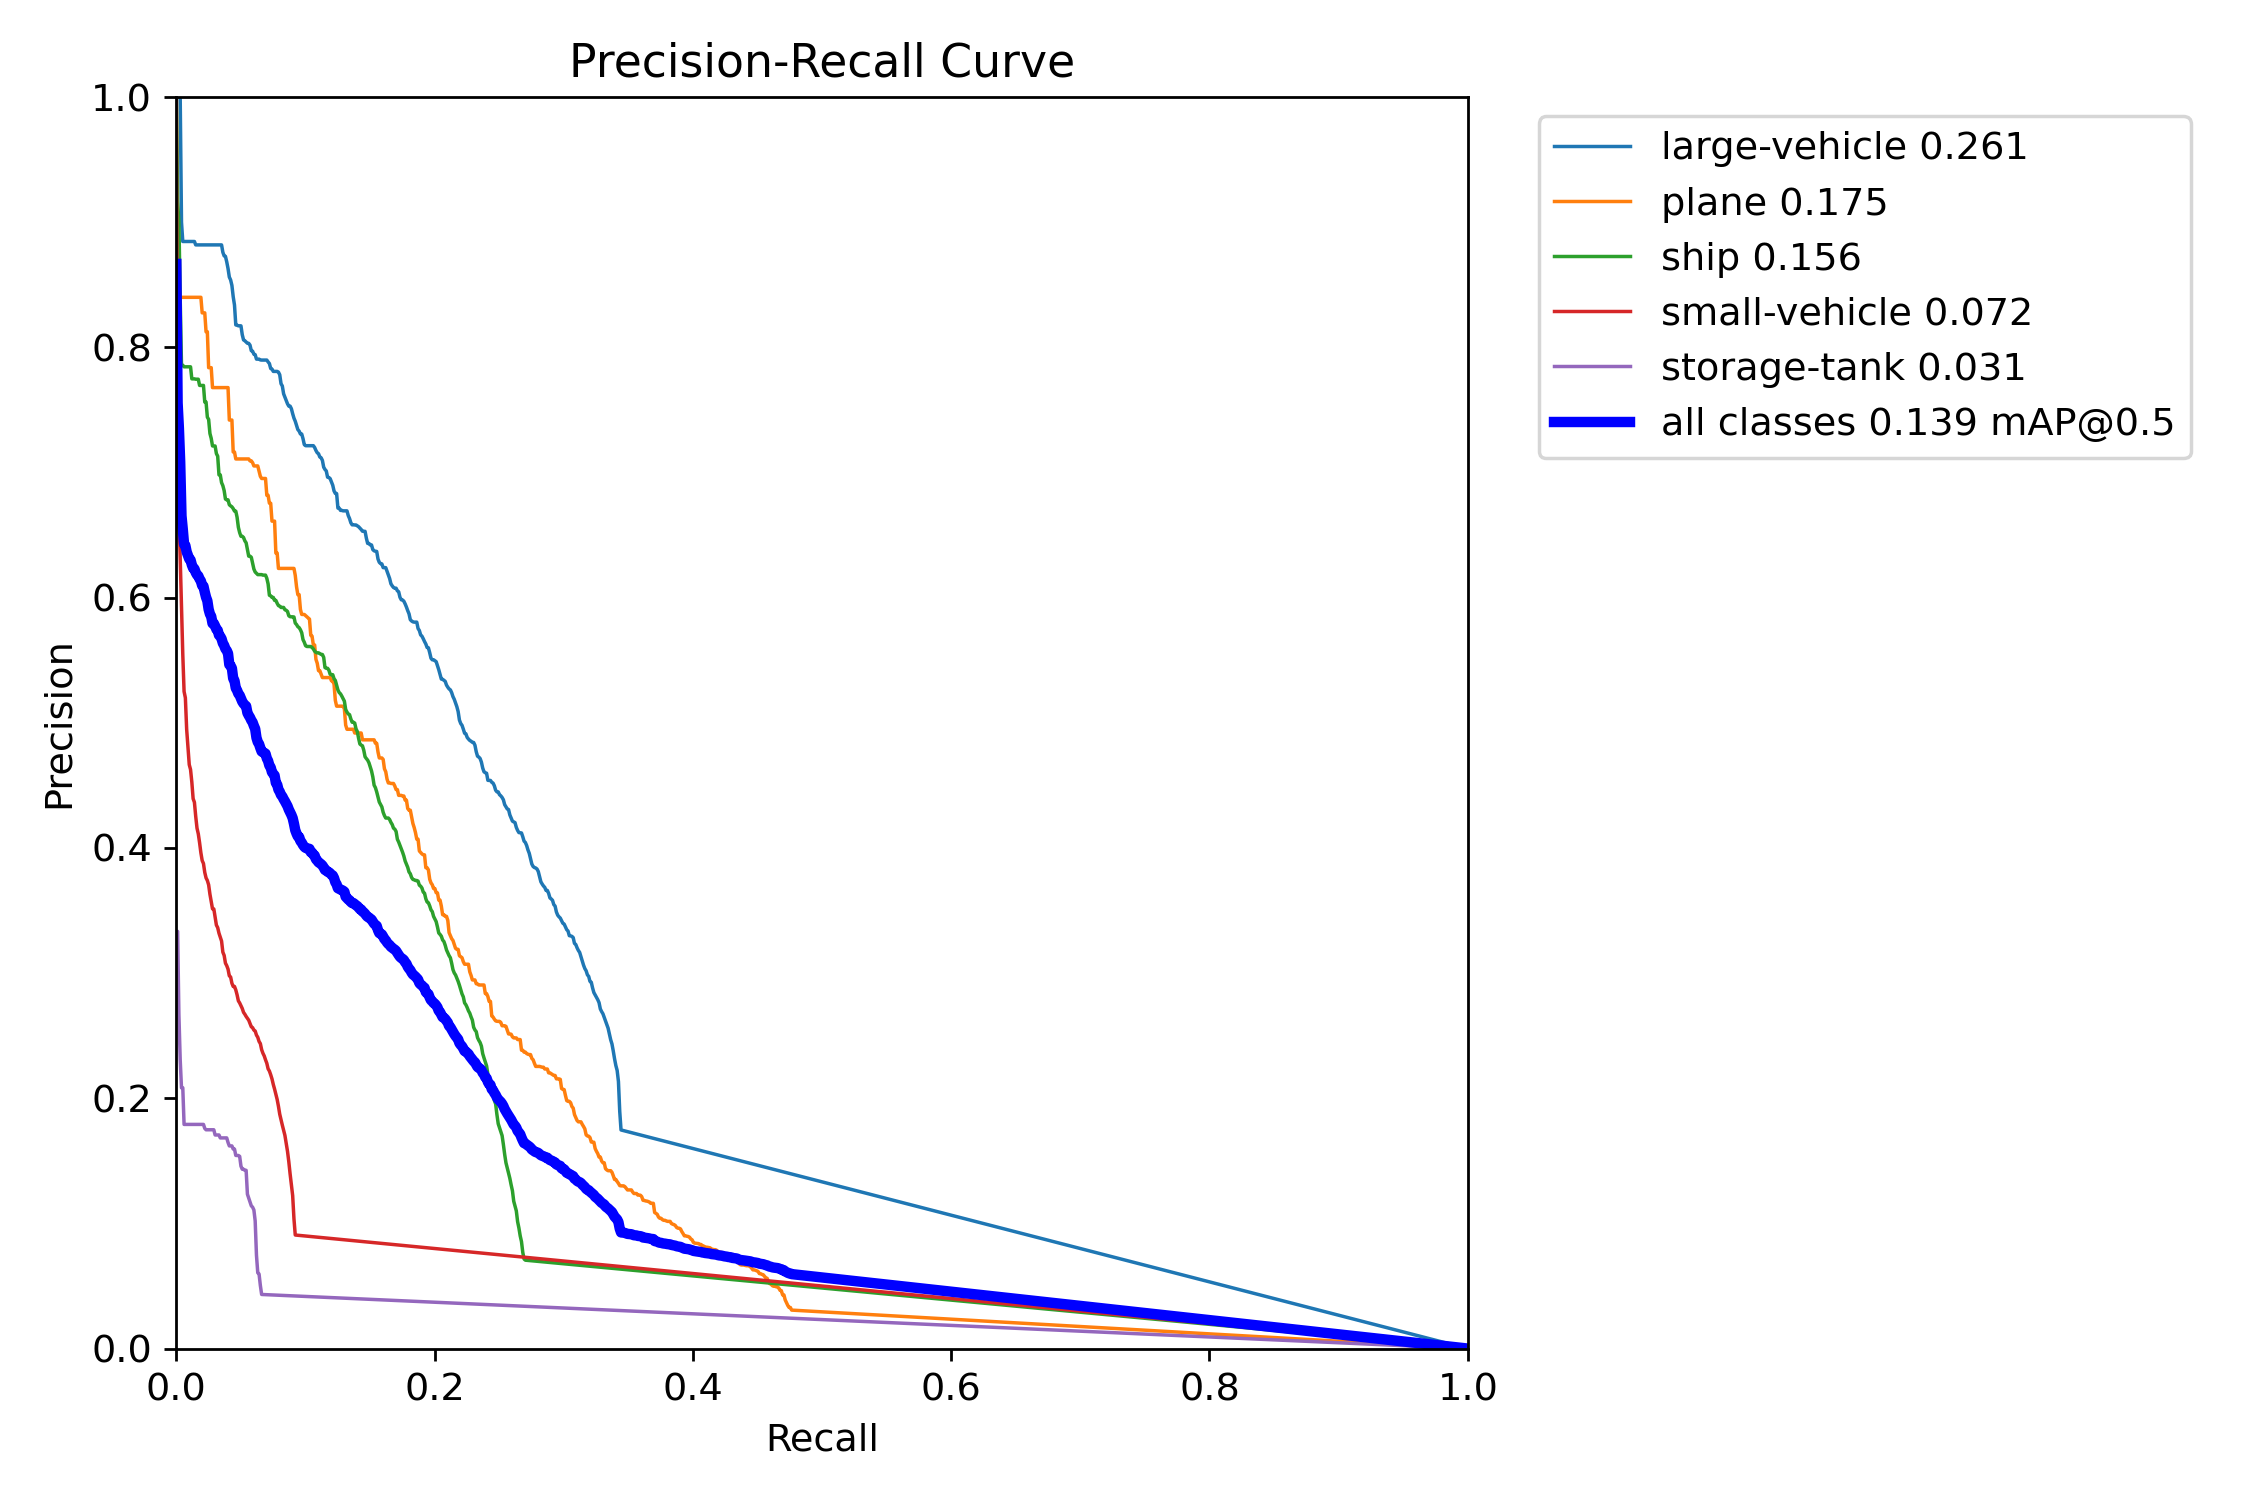 Precision-Recall Curve
1.0
0.8
0.6
0.4
0.2
0.0
Precision
0.0 0.2 0.4 0.6 0.8 1.0
Recall
large-vehicle 0.261
plane 0.175
ship 0.156
small-vehicle 0.072
storage-tank 0.031
all classes 0.139 mAP@0.5